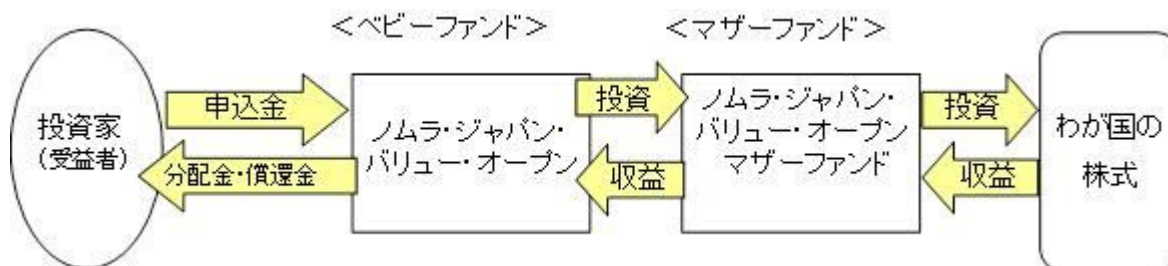 <ベビーファンド>
<マザーファンド>
投資家
(受益者)
申込金
分配金・償還金
ノムラ・ジャパン・
バリュー・オープン
投資
収益
ノムラ・ジャパン・
バリュー・オープン
マザーファンド
投資
収益
わが国の
株式